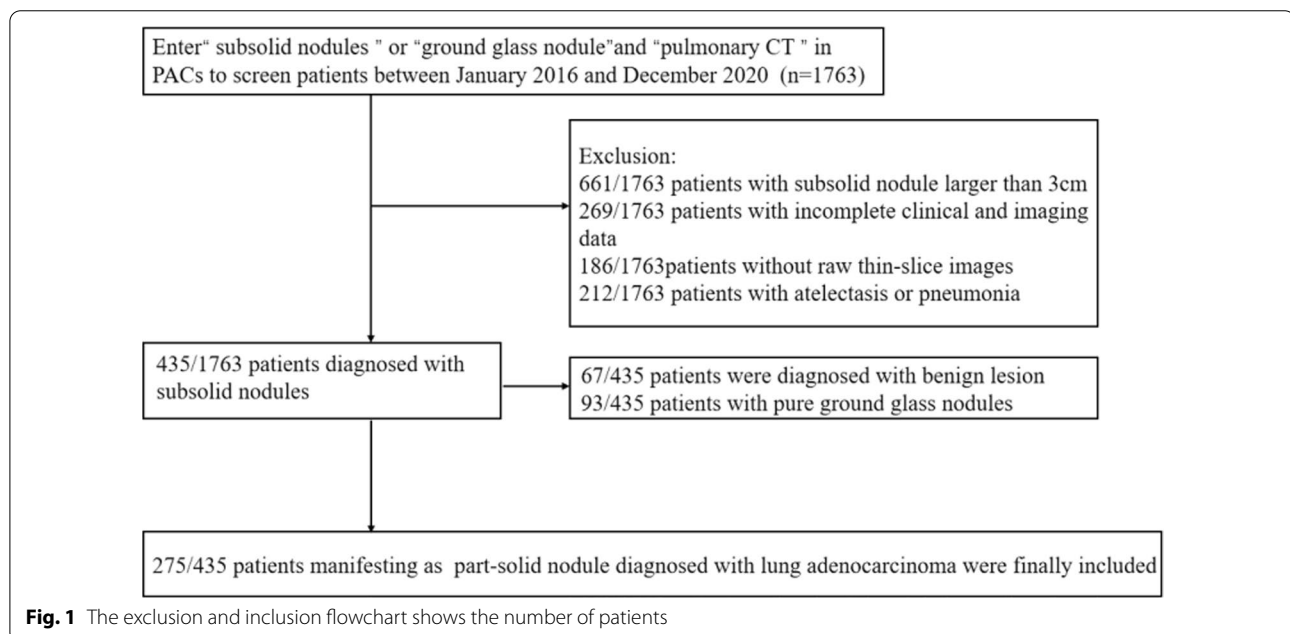 Enter“ subsolid nodules ” or “ground glass nodule”and “pulmonary CT ” in
PACs to screen patients between January 2016 and December 2020 (n=1763)
Exclusion:
661/1763 patients with subsolid nodule larger than 3cm
269/1763 patients with incomplete clinical and imaging
data
186/1763patients without raw thin-slice images
212/1763 patients with atelectasis or pneumonia
435/1763 patients diagnosed with
subsolid nodules
67/435 patients were diagnosed with benign lesion
93/435 patients with pure ground glass nodules
275/435 patients manifesting as part-solid nodule diagnosed with lung adenocarcinoma were finally included
Fig. 1 The exclusion and inclusion flowchart shows the number of patients